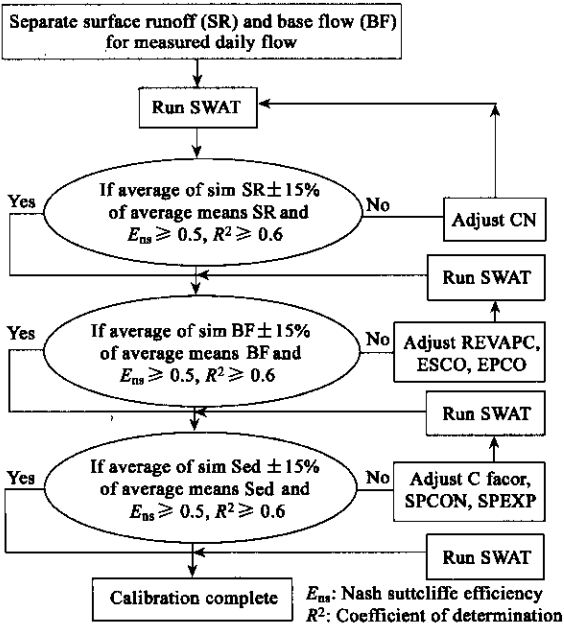 Separate surface runoff (SR) and base flow (BF)
for measured daily flow
Run SWAT
Yes
If average of sim SR±15%
of average means SR and
Ens ≥ 0.5, R² ≥ 0.6
No
Adjust CN
Run SWAT
Yes
If average of sim BF±15%
of average means BF and
Ens ≥ 0.5, R² ≥ 0.6
No
Adjust REVAPC,
ESCO, EPCO
Run SWAT
Yes
If average of sim Sed ±15%
of average means Sed and
Ens ≥ 0.5, R² ≥ 0.6
No
Adjust C facor,
SPCON, SPEXP
Run SWAT
Calibration complete
Ens: Nash suttcliffe efficiency
R²: Coefficient of determination